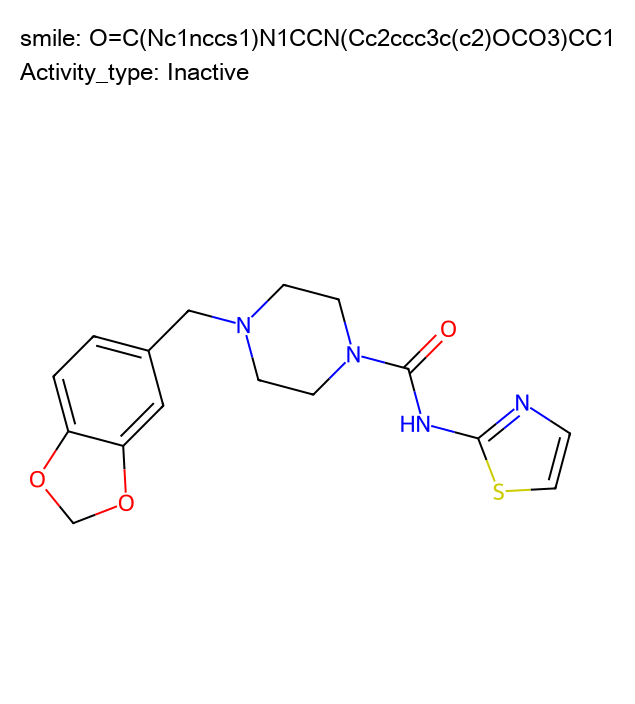 smile: O=C(Nc1nccs1)N1CCN(Cc2ccc3c(c2)OCO3)CC1
Activity_type: Inactive
N
O
N
HN
N
O
S
O